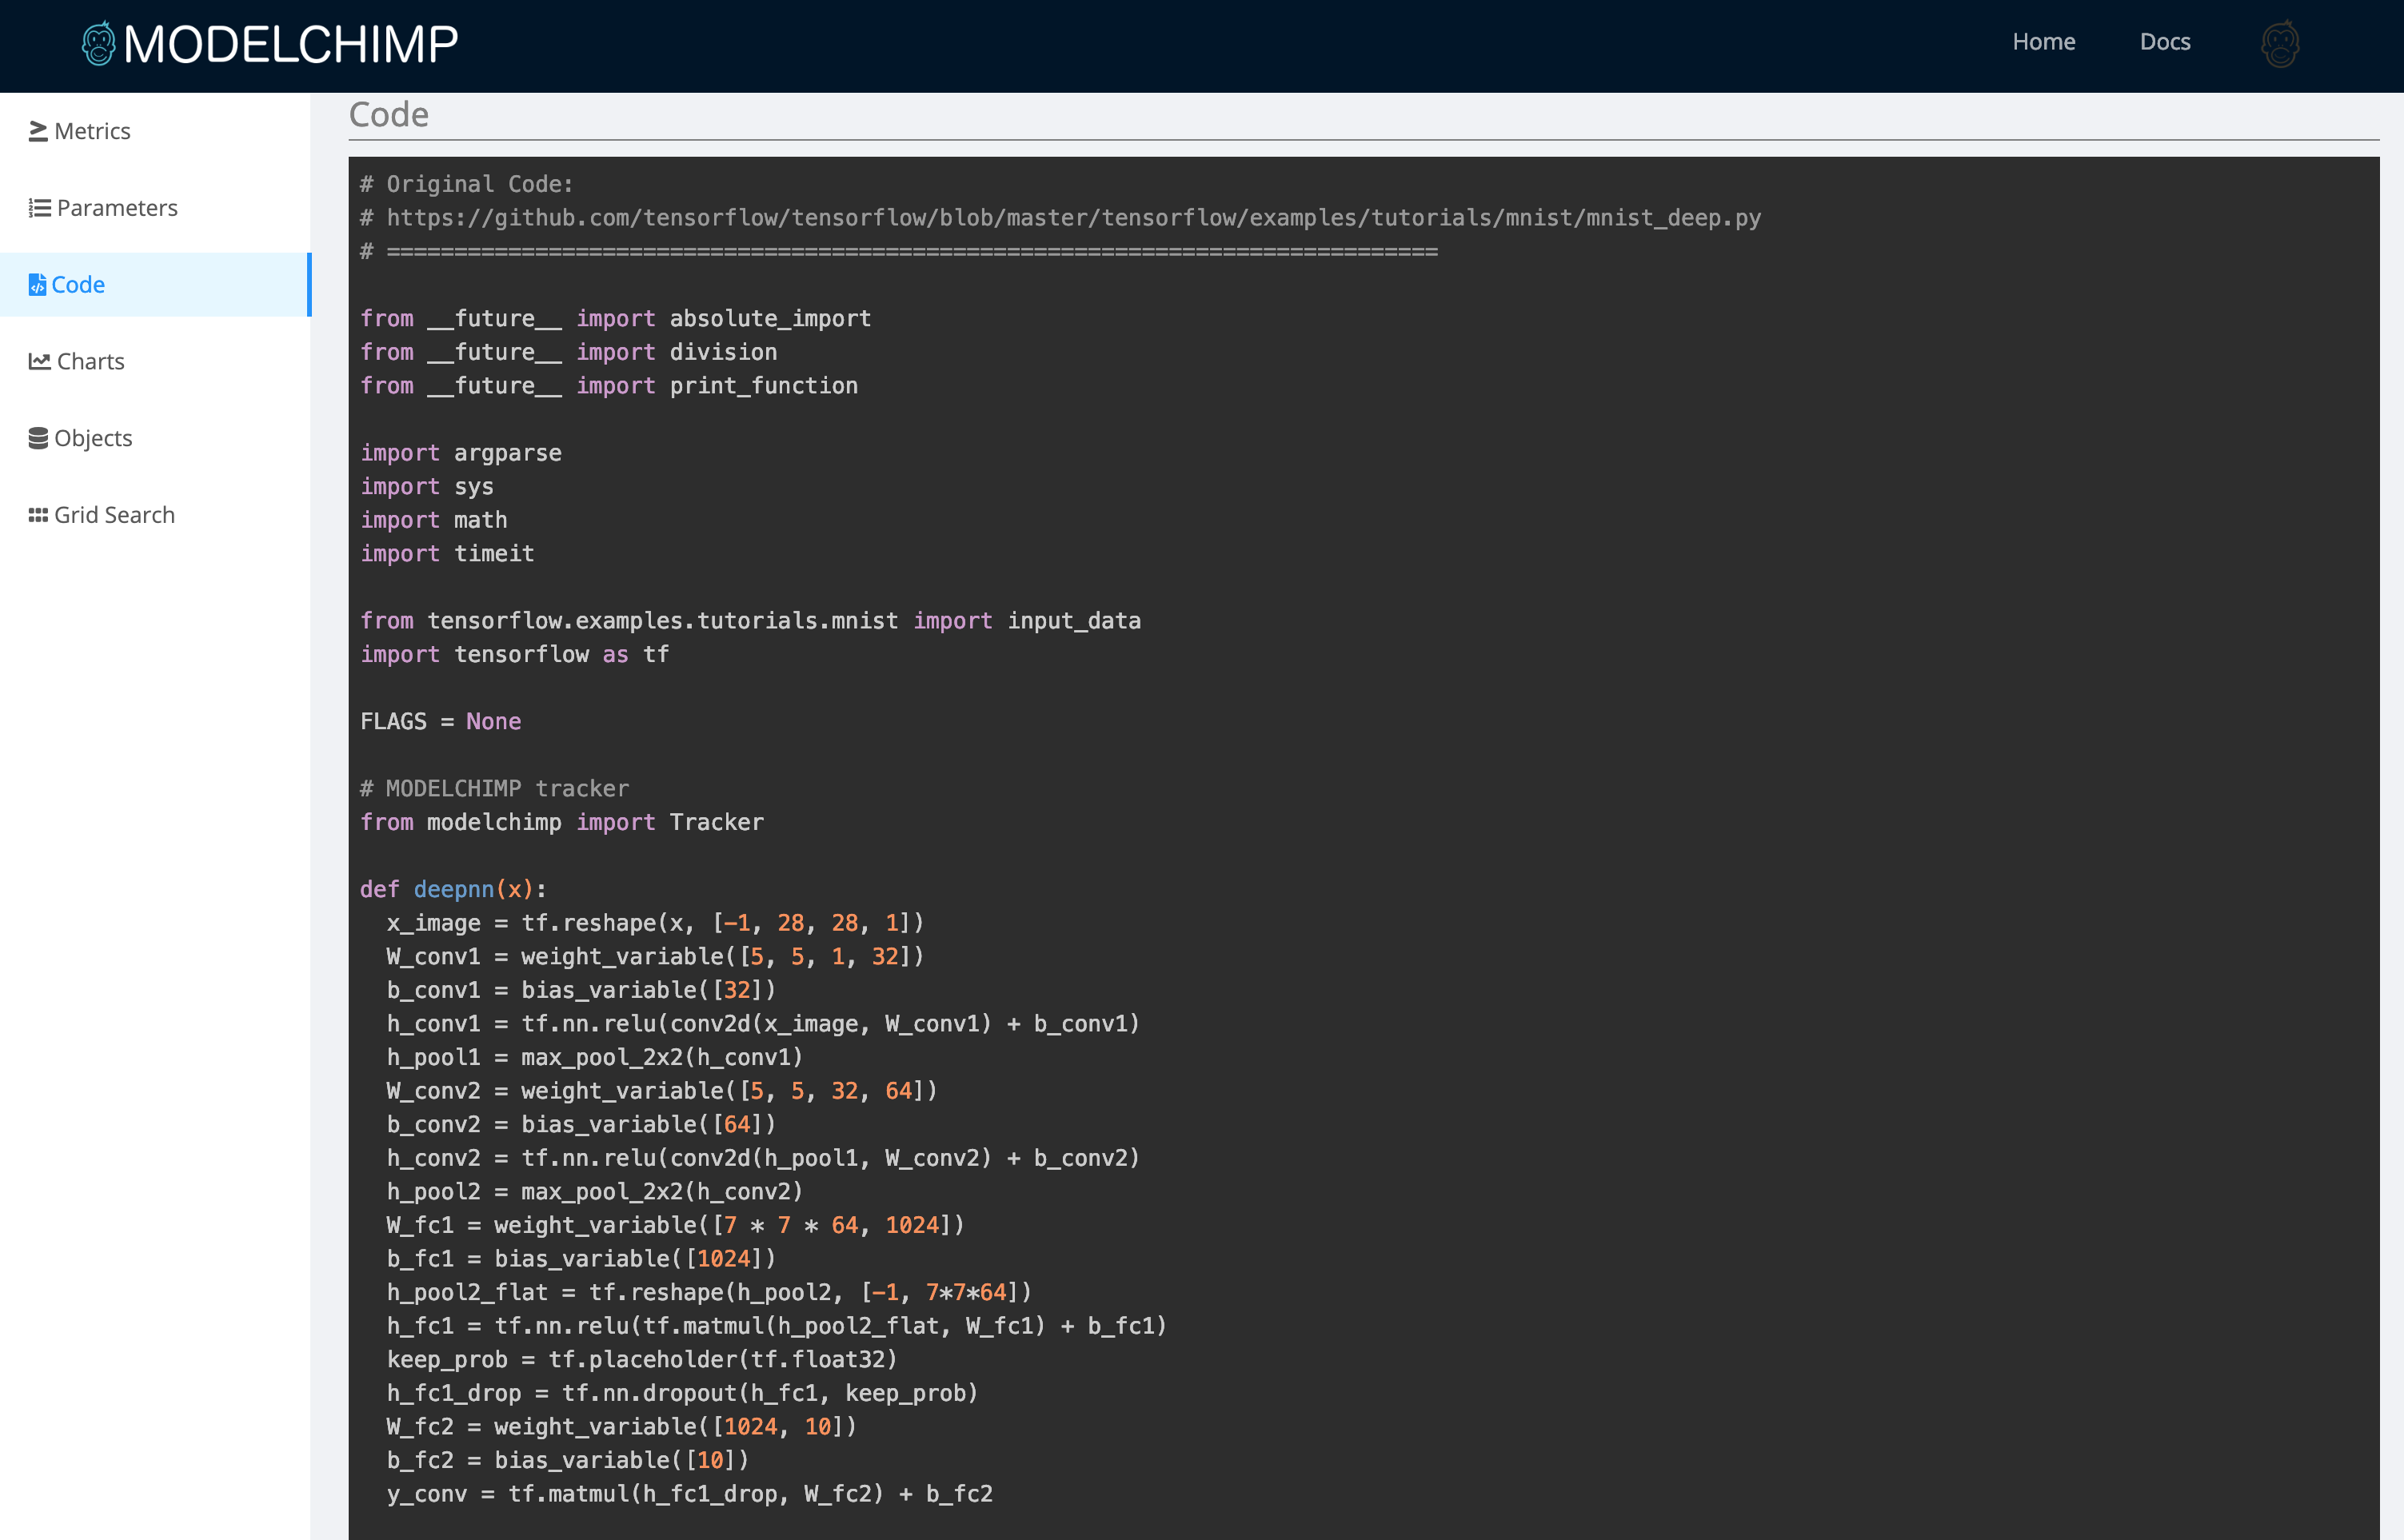 MODELCHIMP
Home
Docs
Metrics
Parameters
Code
Charts
Objects
Grid Search
Code
# Original Code:
# https://github.com/tensorflow/tensorflow/blob/master/tensorflow/examples/tutorials/mnist/mnist_deep.py
# ==============================================================================
from __future__ import absolute_import
from __future__ import division
from __future__ import print_function
import argparse
import sys
import math
import timeit
from tensorflow.examples.tutorials.mnist import input_data
import tensorflow as tf
FLAGS = None
# MODELCHIMP tracker
from modelchimp import Tracker
def deepnn(x):
  x_image = tf.reshape(x, [-1, 28, 28, 1])
  W_conv1 = weight_variable([5, 5, 1, 32])
  b_conv1 = bias_variable([32])
  h_conv1 = tf.nn.relu(conv2d(x_image, W_conv1) + b_conv1)
  h_pool1 = max_pool_2x2(h_conv1)
  W_conv2 = weight_variable([5, 5, 32, 64])
  b_conv2 = bias_variable([64])
  h_conv2 = tf.nn.relu(conv2d(h_pool1, W_conv2) + b_conv2)
  h_pool2 = max_pool_2x2(h_conv2)
  W_fc1 = weight_variable([7 * 7 * 64, 1024])
  b_fc1 = bias_variable([1024])
  h_pool2_flat = tf.reshape(h_pool2, [-1, 7*7*64])
  h_fc1 = tf.nn.relu(tf.matmul(h_pool2_flat, W_fc1) + b_fc1)
  keep_prob = tf.placeholder(tf.float32)
  h_fc1_drop = tf.nn.dropout(h_fc1, keep_prob)
  W_fc2 = weight_variable([1024, 10])
  b_fc2 = bias_variable([10])
  y_conv = tf.matmul(h_fc1_drop, W_fc2) + b_fc2